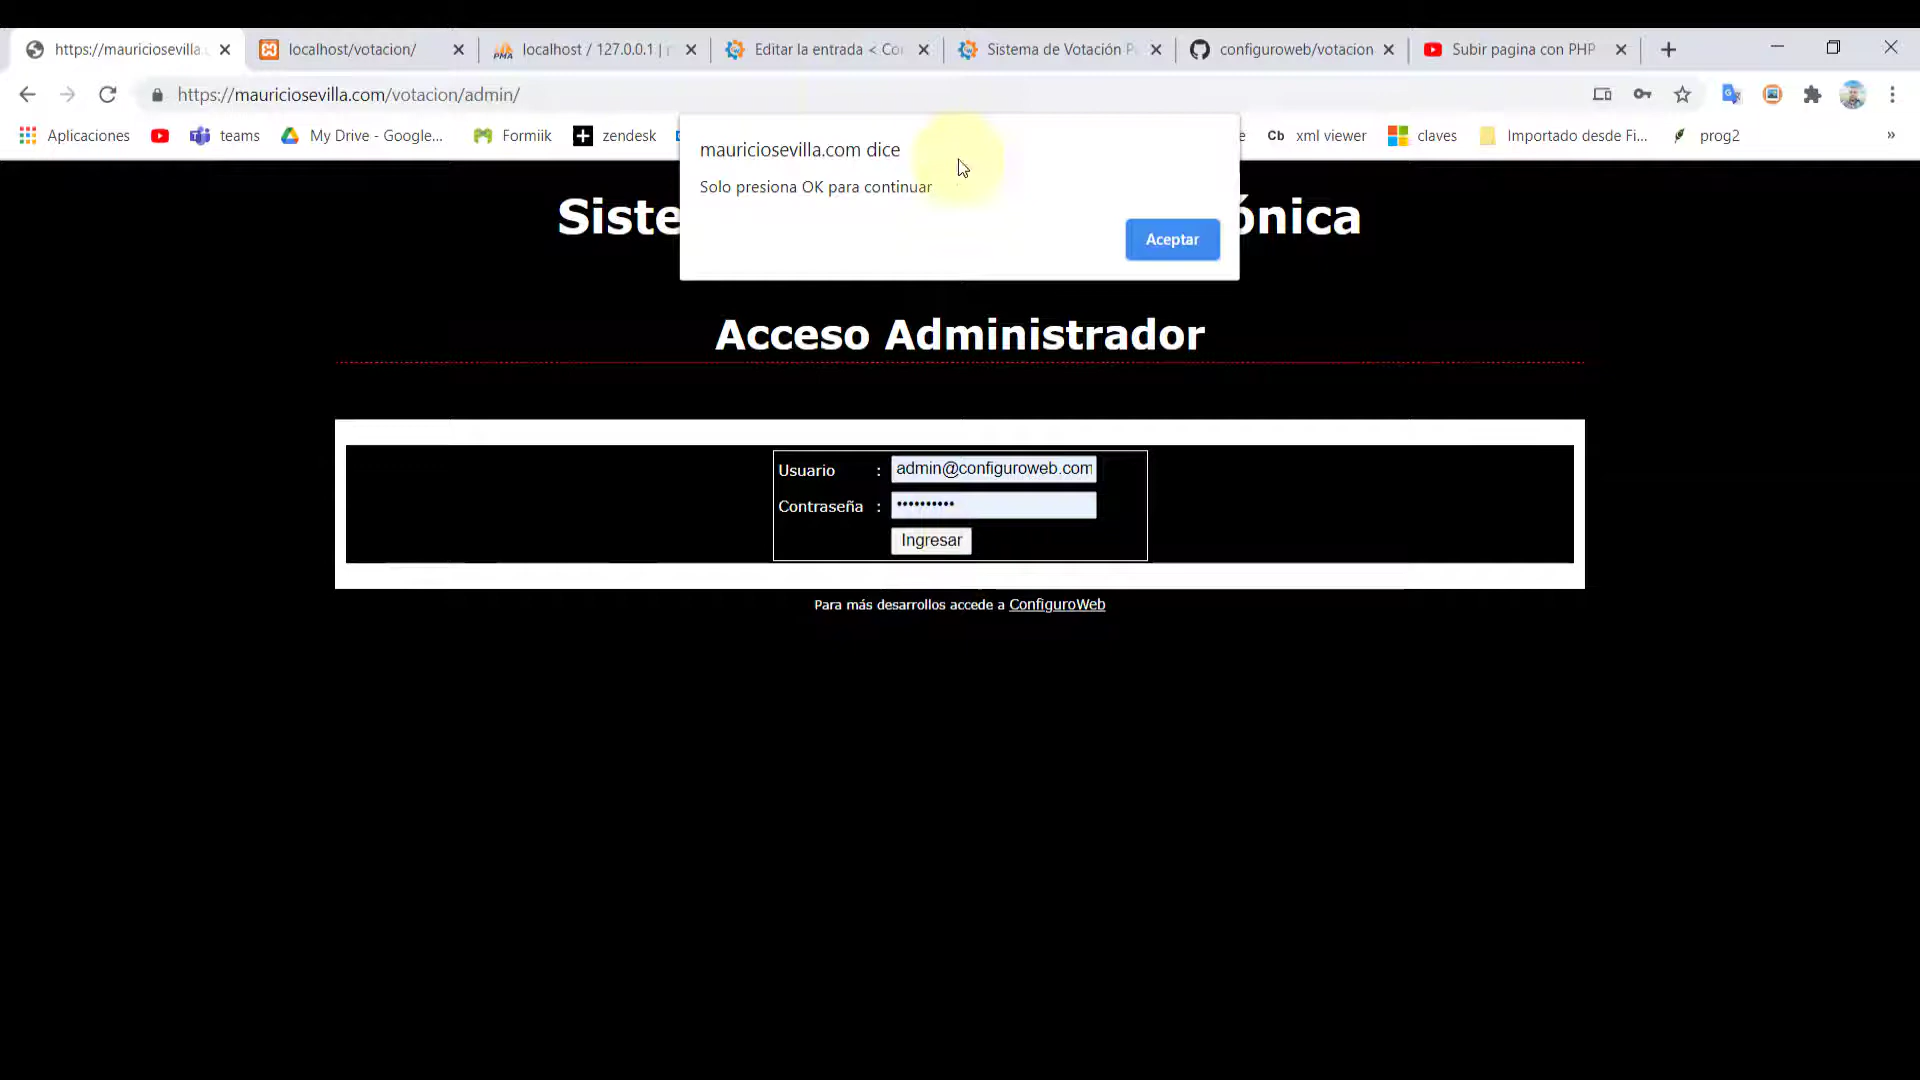 https://mauriciosevilla.
localhost/votacion/
localhost / 127.0.0.1 |
Editar la entrada < Co
Sistema de Votación P
configuroweb/votacion
Subir pagina con PHP
https://mauriciosevilla.com/votacion/admin/
Aplicaciones
teams
My Drive - Google...
Formiik
zendesk
e
Cb xml viewer
claves
Importado desde Fi...
prog2
»
mauriciosevilla.com dice
Solo presiona OK para continuar
Aceptar
Siste
ónica
Acceso Administrador
Usuario : admin@configuroweb.com
Contraseña : ••••••••••
Ingresar
Para más desarrollos accede a ConfiguroWeb